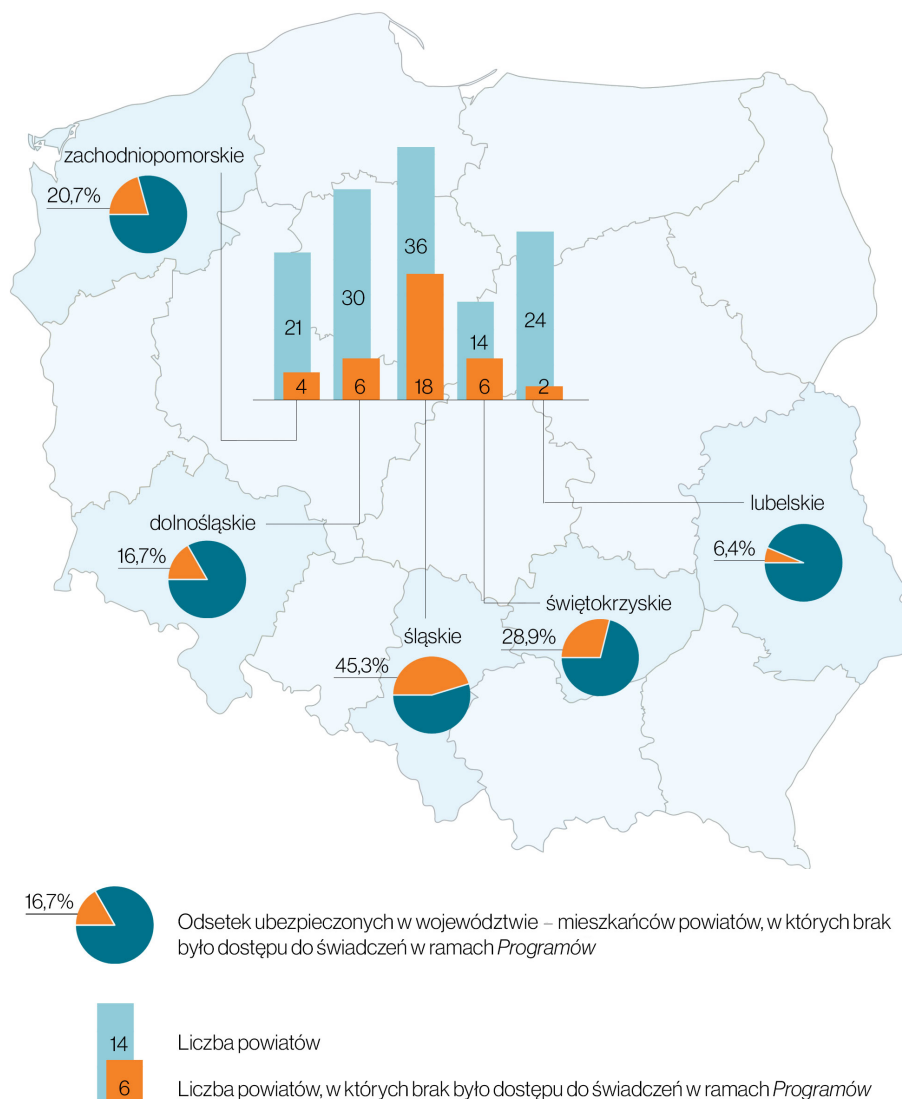 zachodniopomorskie
20,7%
36
30
24
21
14
4
6
18
6
2
lubelskie
dolnośląskie
16,7%
6,4%
świętokrzyskie
śląskie
28,9%
45,3%
16,7%
Odsetek ubezpieczonych w województwie – mieszkańców powiatów, w których brak
było dostępu do świadczeń w ramach Programów
14
Liczba powiatów
6
Liczba powiatów, w których brak było dostępu do świadczeń w ramach Programów